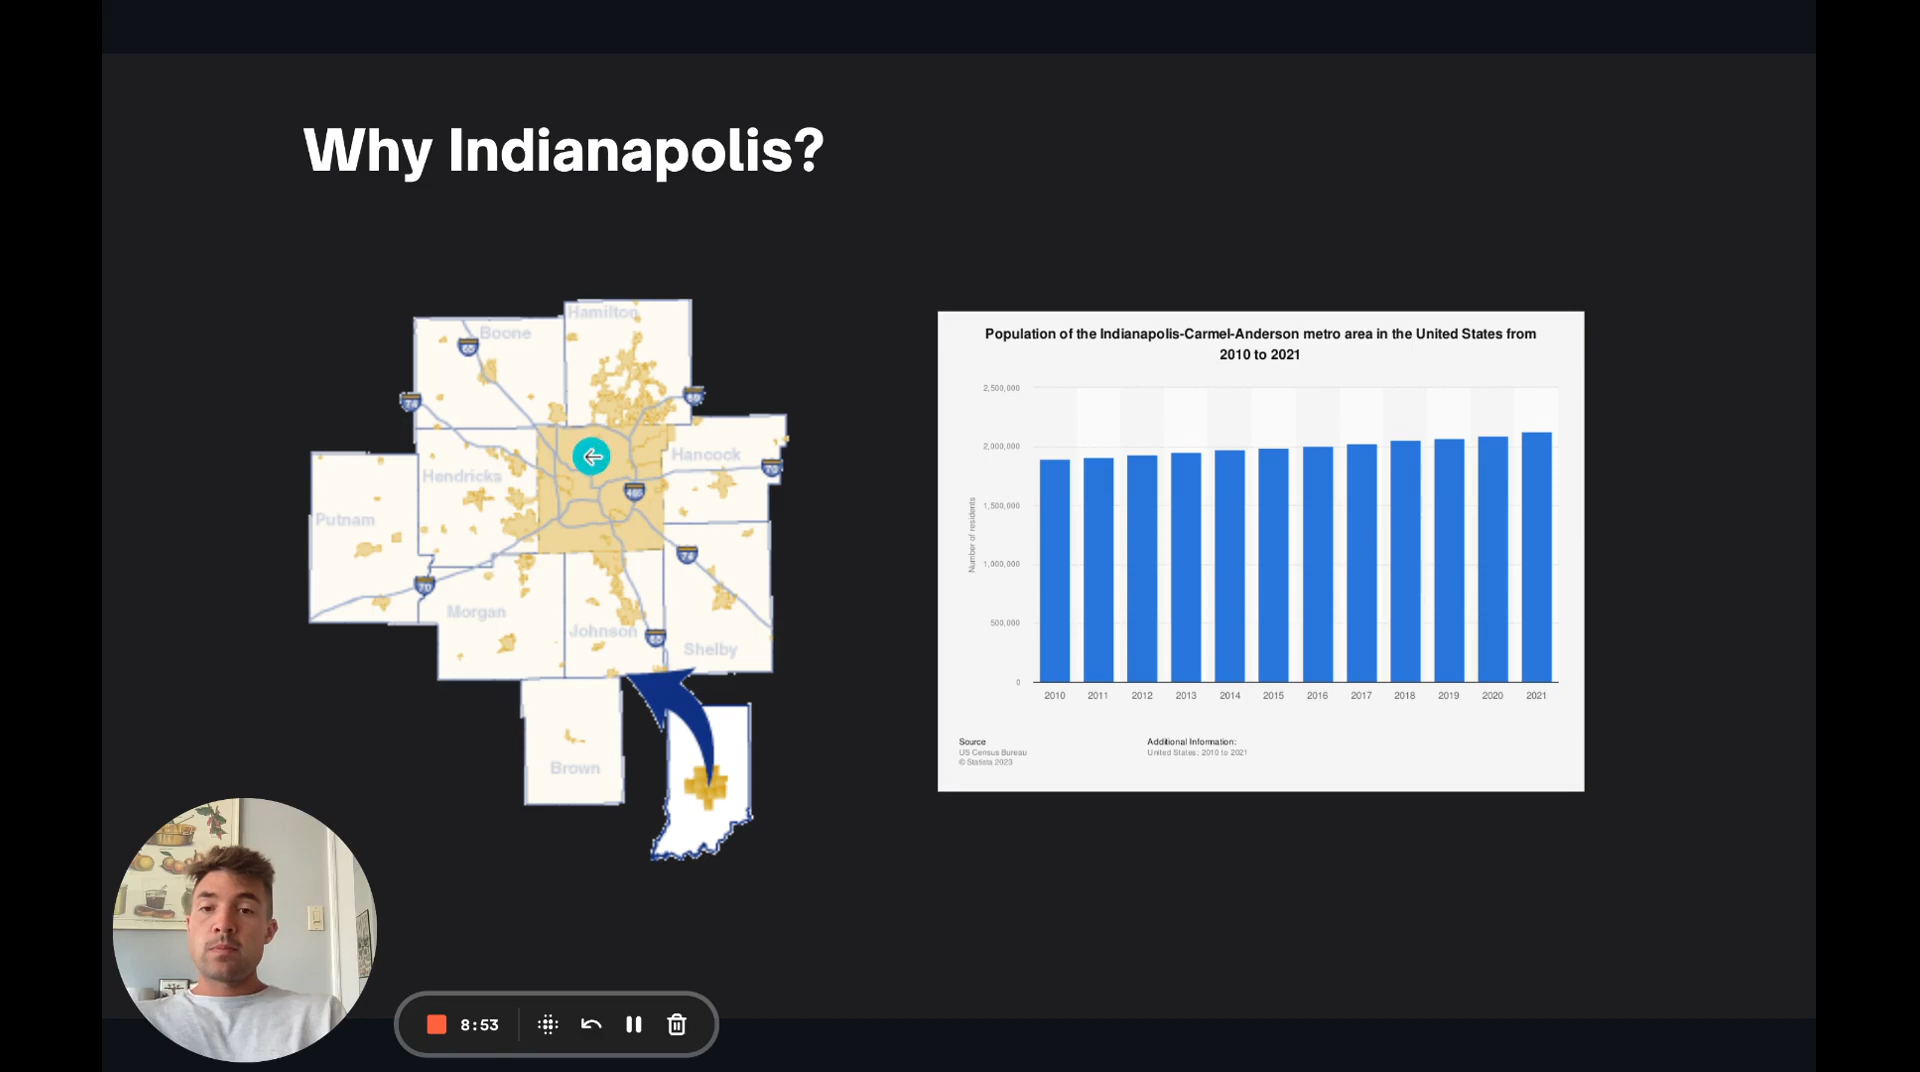 Why Indianapolis?
Hamilton
Boone
65
74
69
Hancock
70
Hendricks
465
Putnam
74
70
Morgan
Johnson
65
Shelby
Brown
Population of the Indianapolis-Carmel-Anderson metro area in the United States from
2010 to 2021
Number of residents
2,500,000
2,000,000
1,500,000
1,000,000
500,000
0
2010 2011 2012 2013 2014 2015 2016 2017 2018 2019 2020 2021
Source
US Census Bureau
© Statista 2023
Additional Information:
United States; 2010 to 2021
8:53